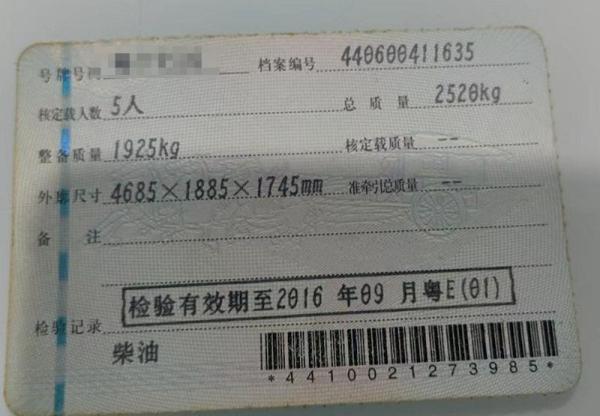 号牌号码 档案编号 440600411635
核定载人数 5人 总质量 2520kg
整备质量 1925kg 核定载质量 --
外廓尺寸 4685×1885×1745mm 准牵引总质量 --
备注
检验有效期至2016 年09 月粤E(01)
检验记录
柴油
*4410021273985*